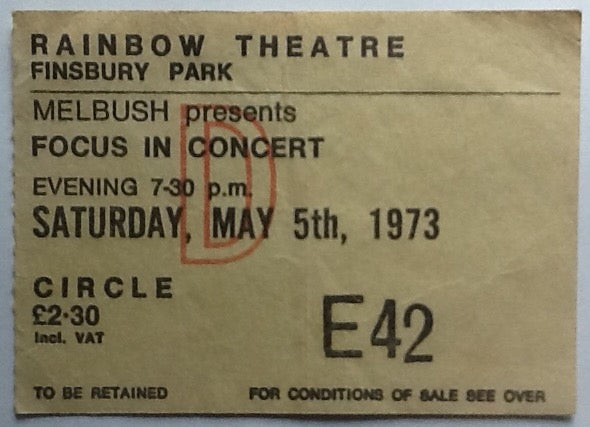 RAINBOW THEATRE
FINSBURY PARK
MELBUSH presents
FOCUS IN CONCERT
EVENING 7-30 p.m.
SATURDAY, MAY 5th, 1973
D
CIRCLE
£2·30
Incl. VAT
E42
TO BE RETAINED
FOR CONDITIONS OF SALE SEE OVER